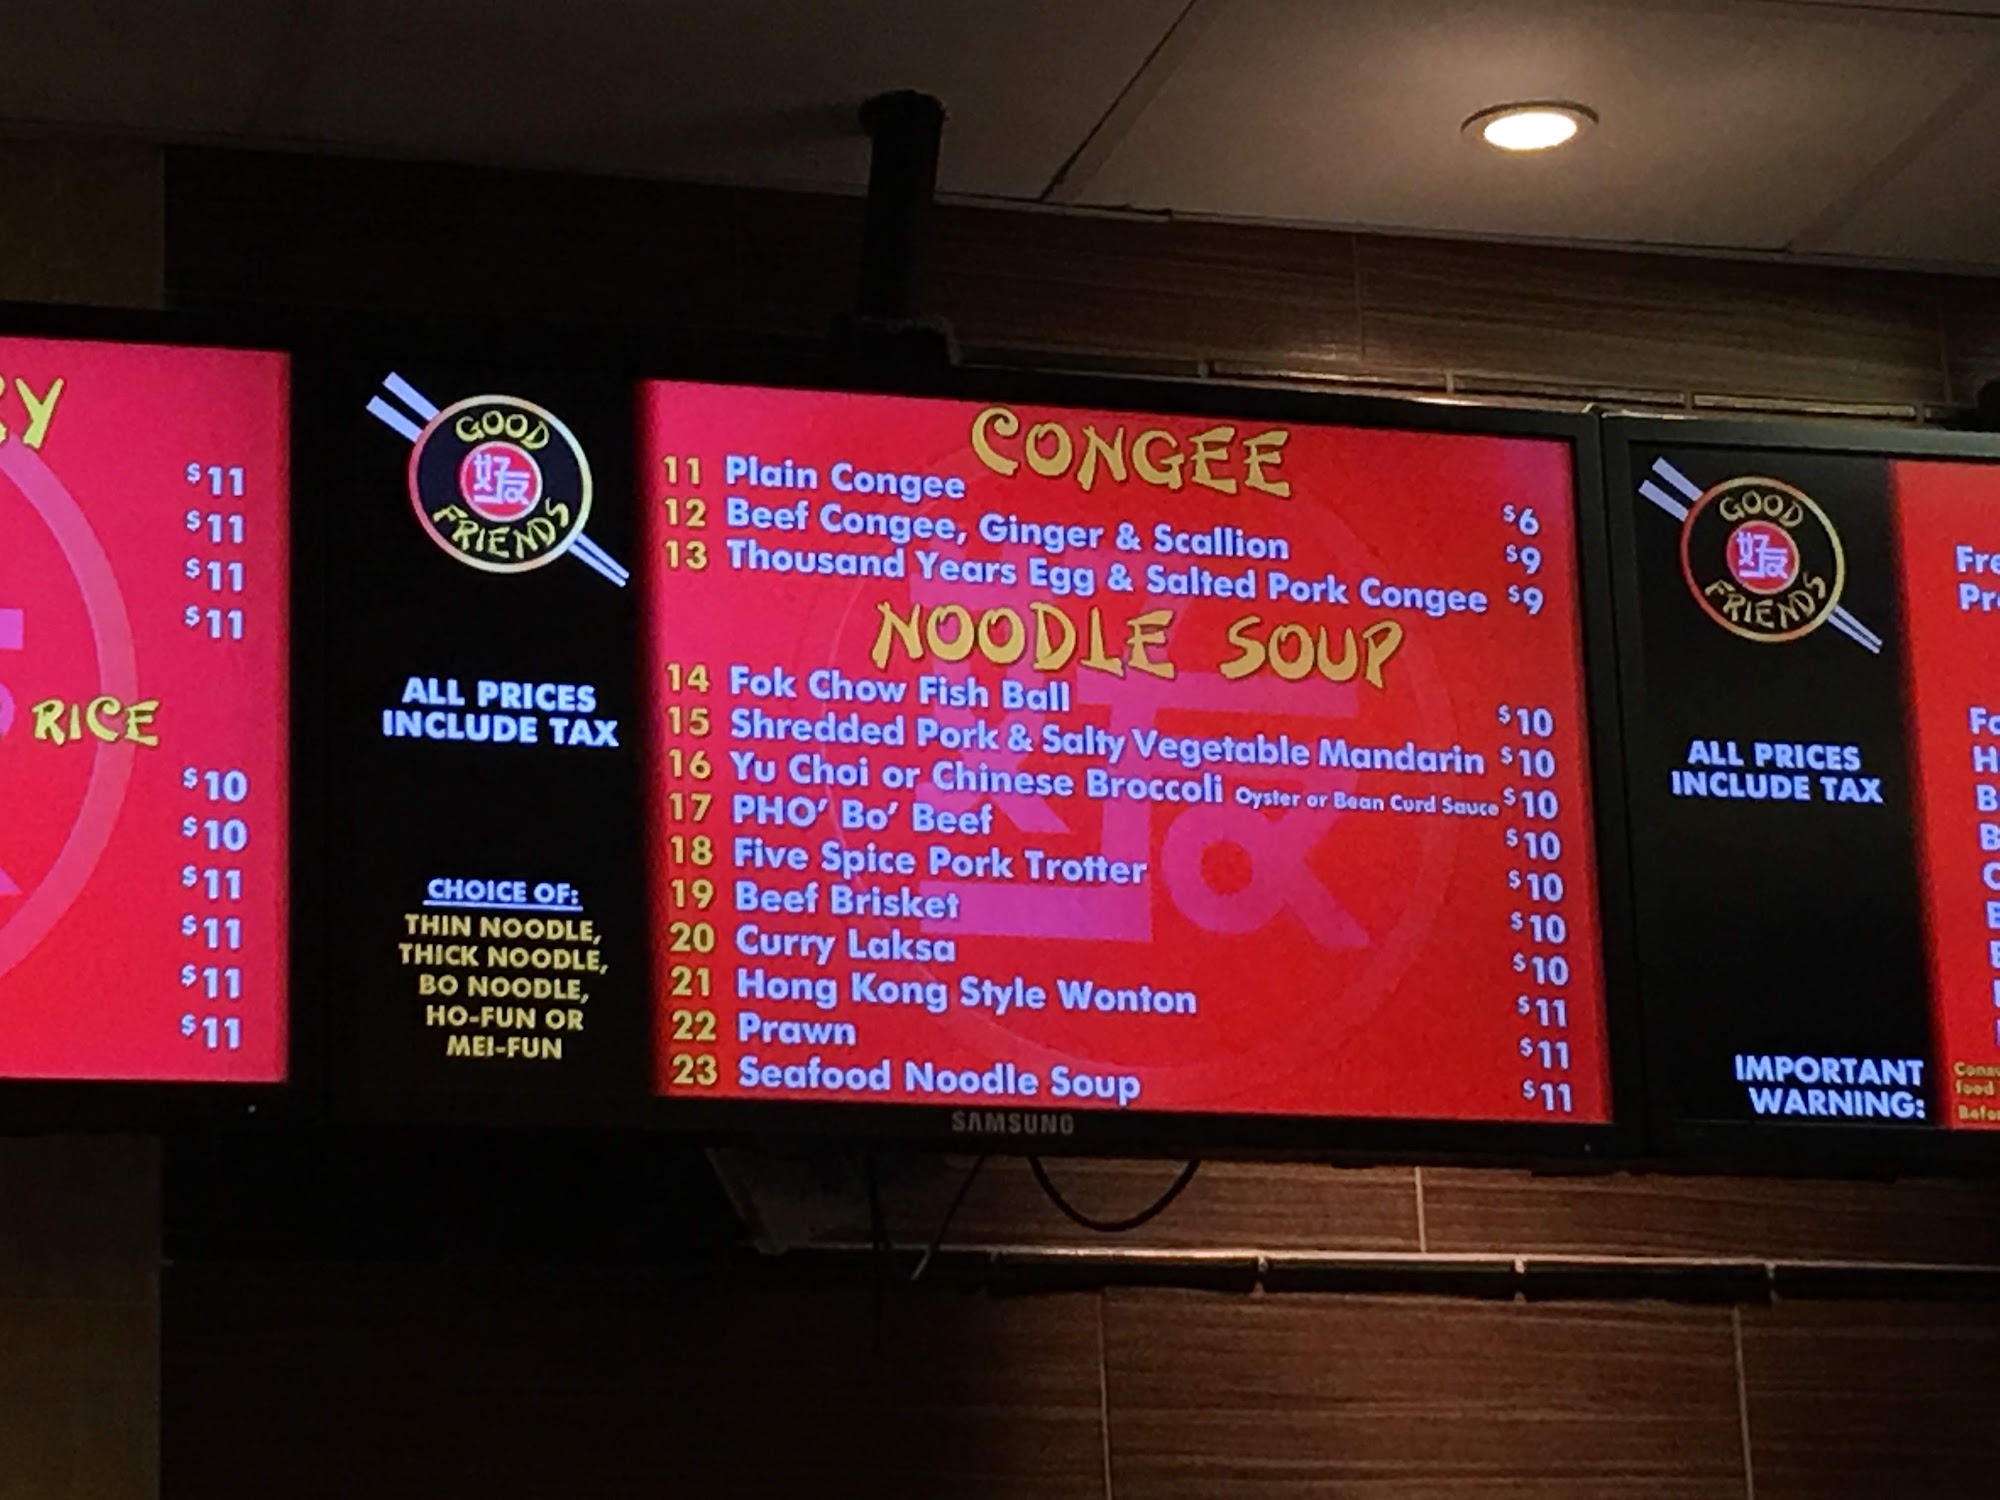 RY
$11
$11
$11
$11
RICE
$10
$10
$11
$11
$11
$11
GOOD
好友
FRIENDS
ALL PRICES
INCLUDE TAX
CHOICE OF:
THIN NOODLE,
THICK NOODLE,
BO NOODLE,
HO-FUN OR
MEI-FUN
CONGEE
11 Plain Congee $6
12 Beef Congee, Ginger & Scallion $9
13 Thousand Years Egg & Salted Pork Congee $9
NOODLE SOUP
14 Fok Chow Fish Ball $10
15 Shredded Pork & Salty Vegetable Mandarin $10
16 Yu Choi or Chinese Broccoli Oyster or Bean Curd Sauce $10
17 PHO' Bo' Beef $10
18 Five Spice Pork Trotter $10
19 Beef Brisket $10
20 Curry Laksa $10
21 Hong Kong Style Wonton $11
22 Prawn $11
23 Seafood Noodle Soup $11
SAMSUNG
GOOD
好友
FRIENDS
ALL PRICES
INCLUDE TAX
IMPORTANT
WARNING:
Fre
Pr
food